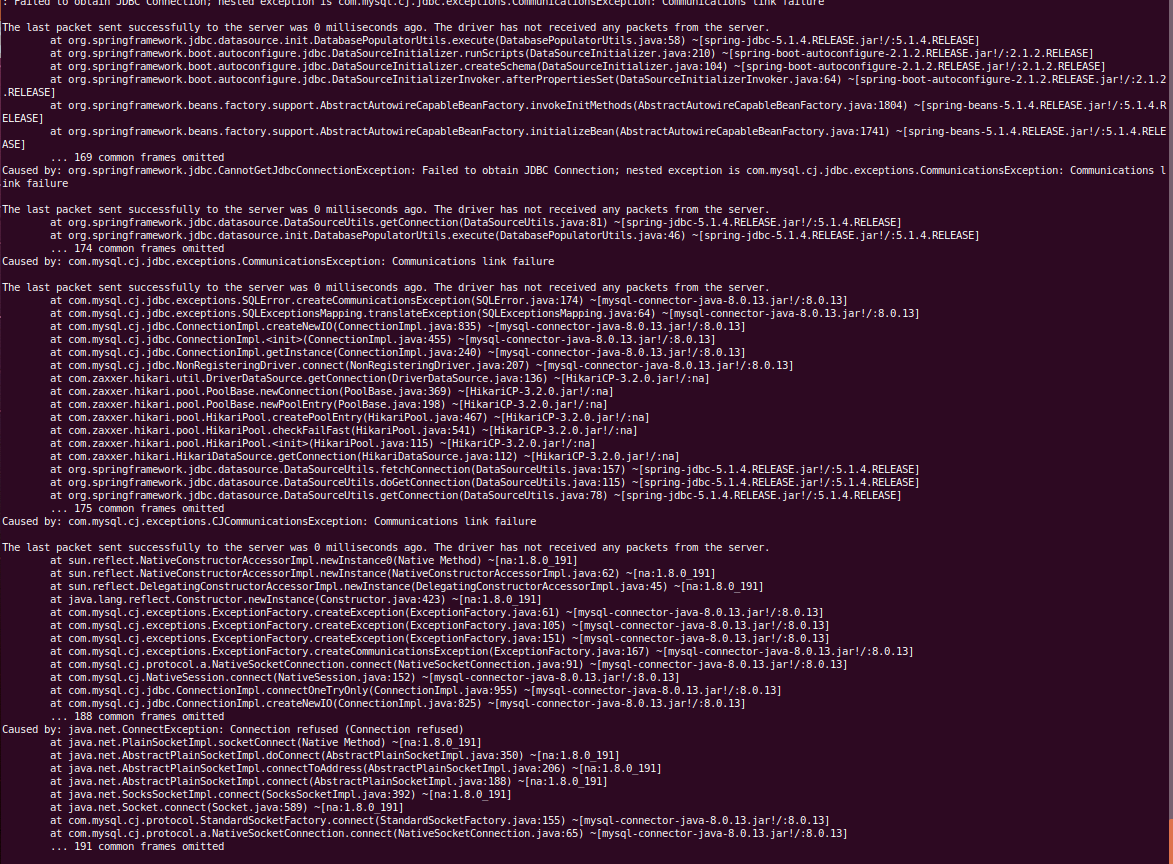 : Failed to obtain JDBC Connection; nested exception is com.mysql.cj.jdbc.exceptions.CommunicationsException: Communications link failure
The last packet sent successfully to the server was 0 milliseconds ago. The driver has not received any packets from the server.
at org.springframework.jdbc.datasource.init.DatabasePopulatorUtils.execute(DatabasePopulatorUtils.java:58) ~[spring-jdbc-5.1.4.RELEASE.jar!/:5.1.4.RELEASE]
at org.springframework.boot.autoconfigure.jdbc.DataSourceInitializer.runScripts(DataSourceInitializer.java:210) ~[spring-boot-autoconfigure-2.1.2.RELEASE.jar!/:2.1.2.RELEASE]
at org.springframework.boot.autoconfigure.jdbc.DataSourceInitializer.createSchema(DataSourceInitializer.java:104) ~[spring-boot-autoconfigure-2.1.2.RELEASE.jar!/:2.1.2.RELEASE]
at org.springframework.boot.autoconfigure.jdbc.DataSourceInitializerInvoker.afterPropertiesSet(DataSourceInitializerInvoker.java:64) ~[spring-boot-autoconfigure-2.1.2.RELEASE.jar!/:2.1.2
.RELEASE]
at org.springframework.beans.factory.support.AbstractAutowireCapableBeanFactory.invokeInitMethods(AbstractAutowireCapableBeanFactory.java:1804) ~[spring-beans-5.1.4.RELEASE.jar!/:5.1.4.R
ELEASE]
at org.springframework.beans.factory.support.AbstractAutowireCapableBeanFactory.initializeBean(AbstractAutowireCapableBeanFactory.java:1741) ~[spring-beans-5.1.4.RELEASE.jar!/:5.1.4.RELE
ASE]
... 169 common frames omitted
Caused by: org.springframework.jdbc.CannotGetJdbcConnectionException: Failed to obtain JDBC Connection; nested exception is com.mysql.cj.jdbc.exceptions.CommunicationsException: Communications l
ink failure
The last packet sent successfully to the server was 0 milliseconds ago. The driver has not received any packets from the server.
at org.springframework.jdbc.datasource.DataSourceUtils.getConnection(DataSourceUtils.java:81) ~[spring-jdbc-5.1.4.RELEASE.jar!/:5.1.4.RELEASE]
at org.springframework.jdbc.datasource.init.DatabasePopulatorUtils.execute(DatabasePopulatorUtils.java:46) ~[spring-jdbc-5.1.4.RELEASE.jar!/:5.1.4.RELEASE]
... 174 common frames omitted
Caused by: com.mysql.cj.jdbc.exceptions.CommunicationsException: Communications link failure
The last packet sent successfully to the server was 0 milliseconds ago. The driver has not received any packets from the server.
at com.mysql.cj.jdbc.exceptions.SQLError.createCommunicationsException(SQLError.java:174) ~[mysql-connector-java-8.0.13.jar!/:8.0.13]
at com.mysql.cj.jdbc.exceptions.SQLExceptionsMapping.translateException(SQLExceptionsMapping.java:64) ~[mysql-connector-java-8.0.13.jar!/:8.0.13]
at com.mysql.cj.jdbc.ConnectionImpl.createNewIO(ConnectionImpl.java:835) ~[mysql-connector-java-8.0.13.jar!/:8.0.13]
at com.mysql.cj.jdbc.ConnectionImpl.<init>(ConnectionImpl.java:455) ~[mysql-connector-java-8.0.13.jar!/:8.0.13]
at com.mysql.cj.jdbc.ConnectionImpl.getInstance(ConnectionImpl.java:240) ~[mysql-connector-java-8.0.13.jar!/:8.0.13]
at com.mysql.cj.jdbc.NonRegisteringDriver.connect(NonRegisteringDriver.java:207) ~[mysql-connector-java-8.0.13.jar!/:8.0.13]
at com.zaxxer.hikari.util.DriverDataSource.getConnection(DriverDataSource.java:136) ~[HikariCP-3.2.0.jar!/:na]
at com.zaxxer.hikari.pool.PoolBase.newConnection(PoolBase.java:369) ~[HikariCP-3.2.0.jar!/:na]
at com.zaxxer.hikari.pool.PoolBase.newPoolEntry(PoolBase.java:198) ~[HikariCP-3.2.0.jar!/:na]
at com.zaxxer.hikari.pool.HikariPool.createPoolEntry(HikariPool.java:467) ~[HikariCP-3.2.0.jar!/:na]
at com.zaxxer.hikari.pool.HikariPool.checkFailFast(HikariPool.java:541) ~[HikariCP-3.2.0.jar!/:na]
at com.zaxxer.hikari.pool.HikariPool.<init>(HikariPool.java:115) ~[HikariCP-3.2.0.jar!/:na]
at com.zaxxer.hikari.HikariDataSource.getConnection(HikariDataSource.java:112) ~[HikariCP-3.2.0.jar!/:na]
at org.springframework.jdbc.datasource.DataSourceUtils.fetchConnection(DataSourceUtils.java:157) ~[spring-jdbc-5.1.4.RELEASE.jar!/:5.1.4.RELEASE]
at org.springframework.jdbc.datasource.DataSourceUtils.doGetConnection(DataSourceUtils.java:115) ~[spring-jdbc-5.1.4.RELEASE.jar!/:5.1.4.RELEASE]
at org.springframework.jdbc.datasource.DataSourceUtils.getConnection(DataSourceUtils.java:78) ~[spring-jdbc-5.1.4.RELEASE.jar!/:5.1.4.RELEASE]
... 175 common frames omitted
Caused by: com.mysql.cj.exceptions.CJCommunicationsException: Communications link failure
The last packet sent successfully to the server was 0 milliseconds ago. The driver has not received any packets from the server.
at sun.reflect.NativeConstructorAccessorImpl.newInstance0(Native Method) ~[na:1.8.0_191]
at sun.reflect.NativeConstructorAccessorImpl.newInstance(NativeConstructorAccessorImpl.java:62) ~[na:1.8.0_191]
at sun.reflect.DelegatingConstructorAccessorImpl.newInstance(DelegatingConstructorAccessorImpl.java:45) ~[na:1.8.0_191]
at java.lang.reflect.Constructor.newInstance(Constructor.java:423) ~[na:1.8.0_191]
at com.mysql.cj.exceptions.ExceptionFactory.createException(ExceptionFactory.java:61) ~[mysql-connector-java-8.0.13.jar!/:8.0.13]
at com.mysql.cj.exceptions.ExceptionFactory.createException(ExceptionFactory.java:105) ~[mysql-connector-java-8.0.13.jar!/:8.0.13]
at com.mysql.cj.exceptions.ExceptionFactory.createException(ExceptionFactory.java:151) ~[mysql-connector-java-8.0.13.jar!/:8.0.13]
at com.mysql.cj.exceptions.ExceptionFactory.createCommunicationsException(ExceptionFactory.java:167) ~[mysql-connector-java-8.0.13.jar!/:8.0.13]
at com.mysql.cj.protocol.a.NativeSocketConnection.connect(NativeSocketConnection.java:91) ~[mysql-connector-java-8.0.13.jar!/:8.0.13]
at com.mysql.cj.NativeSession.connect(NativeSession.java:152) ~[mysql-connector-java-8.0.13.jar!/:8.0.13]
at com.mysql.cj.jdbc.ConnectionImpl.connectOneTryOnly(ConnectionImpl.java:955) ~[mysql-connector-java-8.0.13.jar!/:8.0.13]
at com.mysql.cj.jdbc.ConnectionImpl.createNewIO(ConnectionImpl.java:825) ~[mysql-connector-java-8.0.13.jar!/:8.0.13]
... 188 common frames omitted
Caused by: java.net.ConnectException: Connection refused (Connection refused)
at java.net.PlainSocketImpl.socketConnect(Native Method) ~[na:1.8.0_191]
at java.net.AbstractPlainSocketImpl.doConnect(AbstractPlainSocketImpl.java:350) ~[na:1.8.0_191]
at java.net.AbstractPlainSocketImpl.connectToAddress(AbstractPlainSocketImpl.java:206) ~[na:1.8.0_191]
at java.net.AbstractPlainSocketImpl.connect(AbstractPlainSocketImpl.java:188) ~[na:1.8.0_191]
at java.net.SocksSocketImpl.connect(SocksSocketImpl.java:392) ~[na:1.8.0_191]
at java.net.Socket.connect(Socket.java:589) ~[na:1.8.0_191]
at com.mysql.cj.protocol.StandardSocketFactory.connect(StandardSocketFactory.java:155) ~[mysql-connector-java-8.0.13.jar!/:8.0.13]
at com.mysql.cj.protocol.a.NativeSocketConnection.connect(NativeSocketConnection.java:65) ~[mysql-connector-java-8.0.13.jar!/:8.0.13]
... 191 common frames omitted